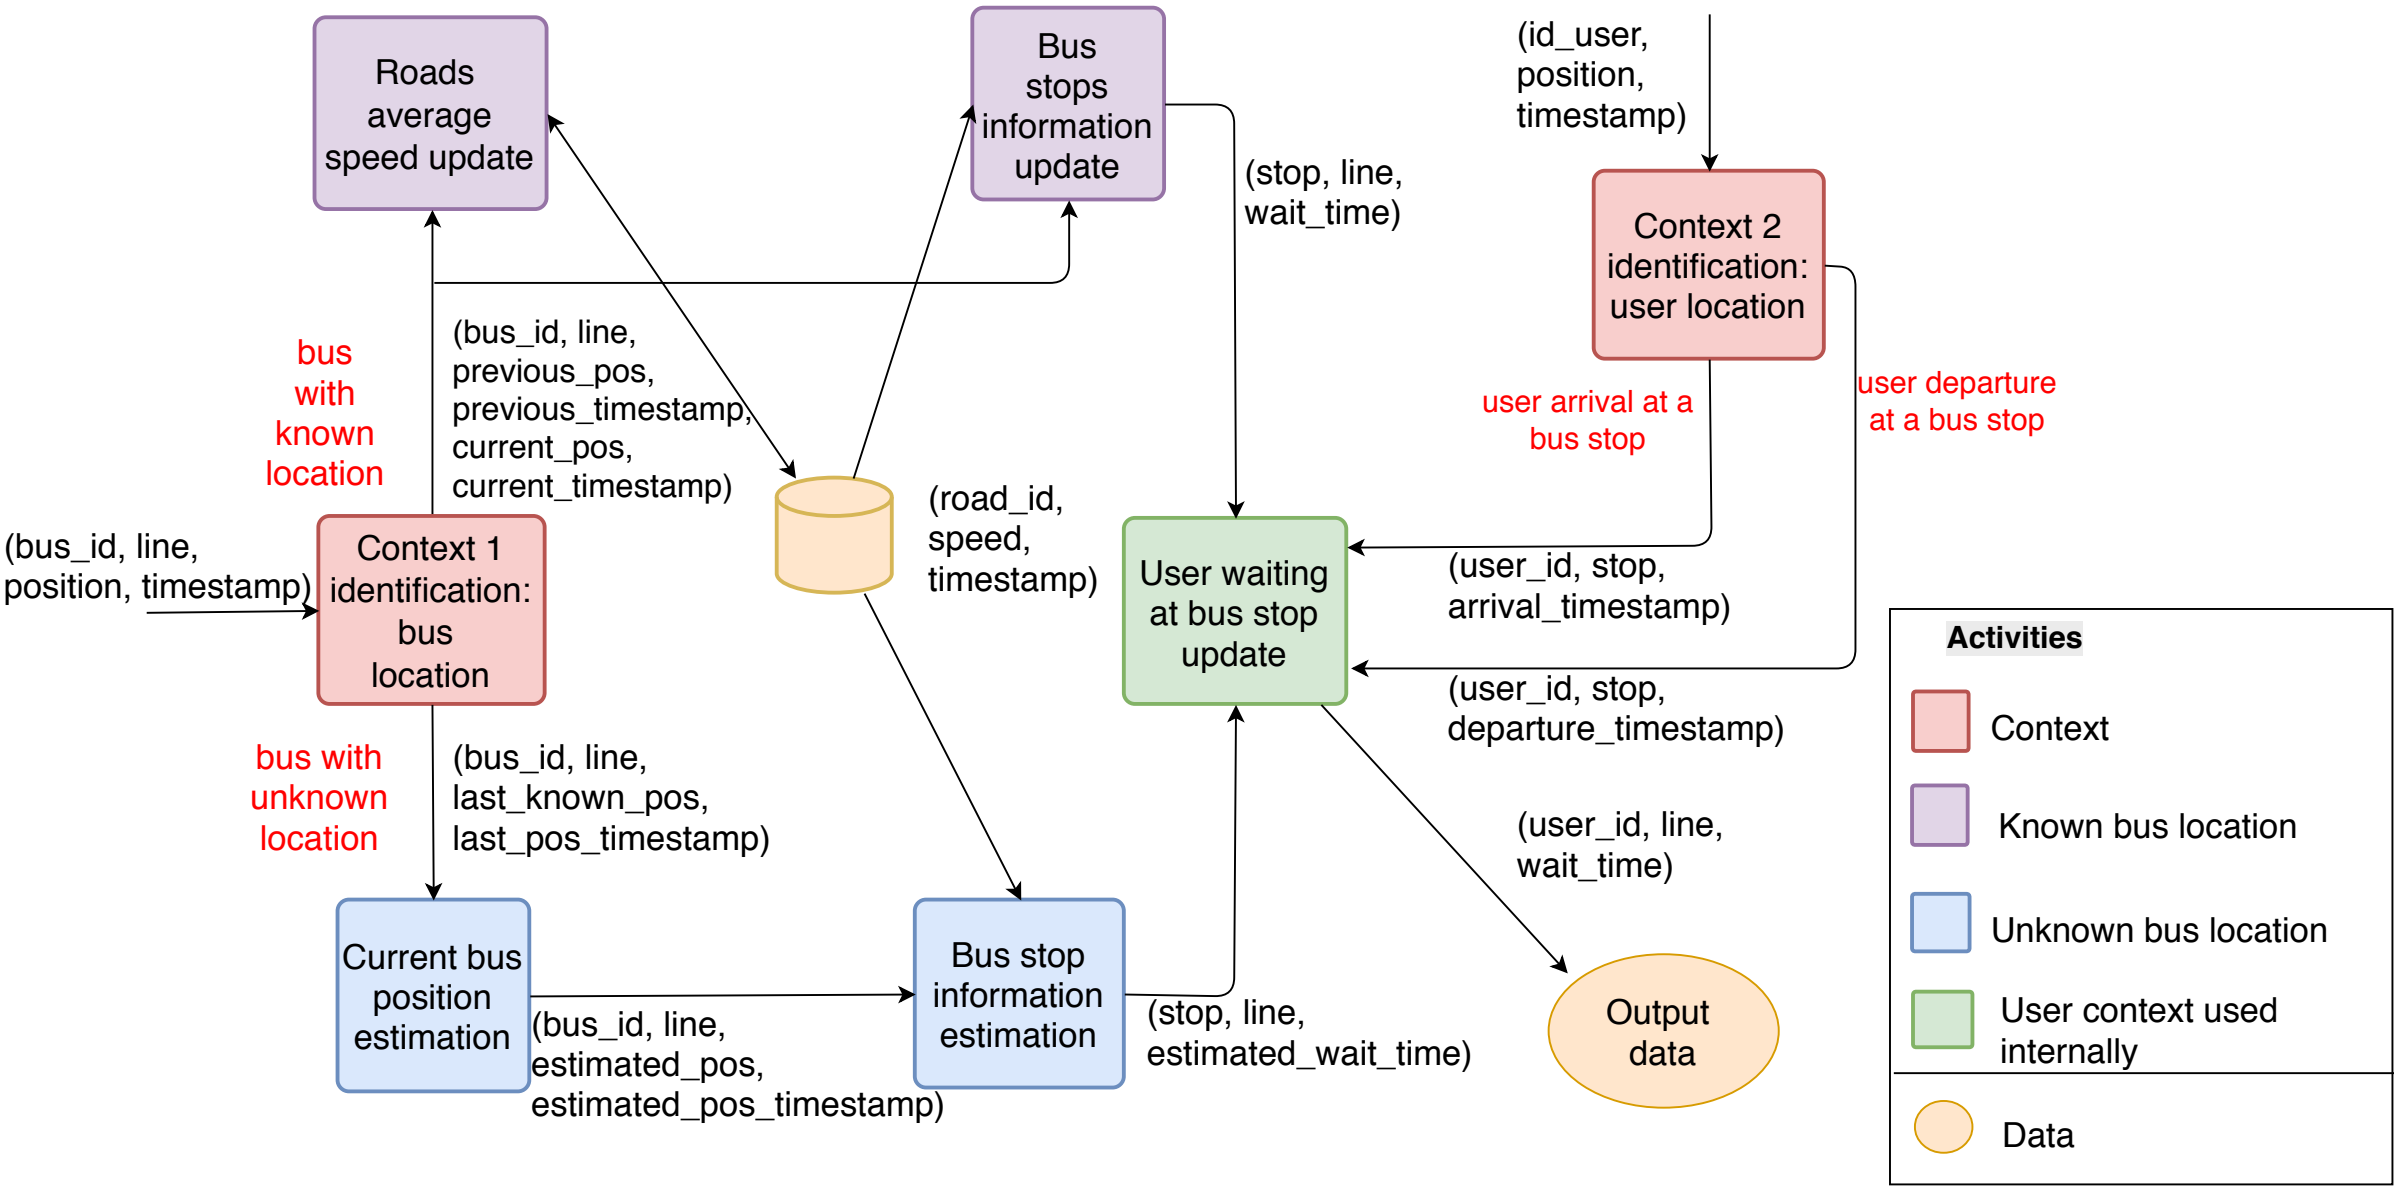 Roads
average
speed update
Bus
stops
information
update
(id_user,
position,
timestamp)
(stop, line,
wait_time)
Context 2
identification:
user location
bus
with
known
location
(bus_id, line,
previous_pos,
previous_timestamp,
current_pos,
current_timestamp)
user arrival at a
bus stop
user departure
at a bus stop
(bus_id, line,
position, timestamp)
Context 1
identification:
bus
location
(road_id,
speed,
timestamp)
User waiting
at bus stop
update
(user_id, stop,
arrival_timestamp)
(user_id, stop,
departure_timestamp)
bus with
unknown
location
(bus_id, line,
last_known_pos,
last_pos_timestamp)
(user_id, line,
wait_time)
Current bus
position
estimation
(bus_id, line,
estimated_pos,
estimated_pos_timestamp)
Bus stop
information
estimation
(stop, line,
estimated_wait_time)
Output
data
Activities
Context
Known bus location
Unknown bus location
User context used
internally
Data